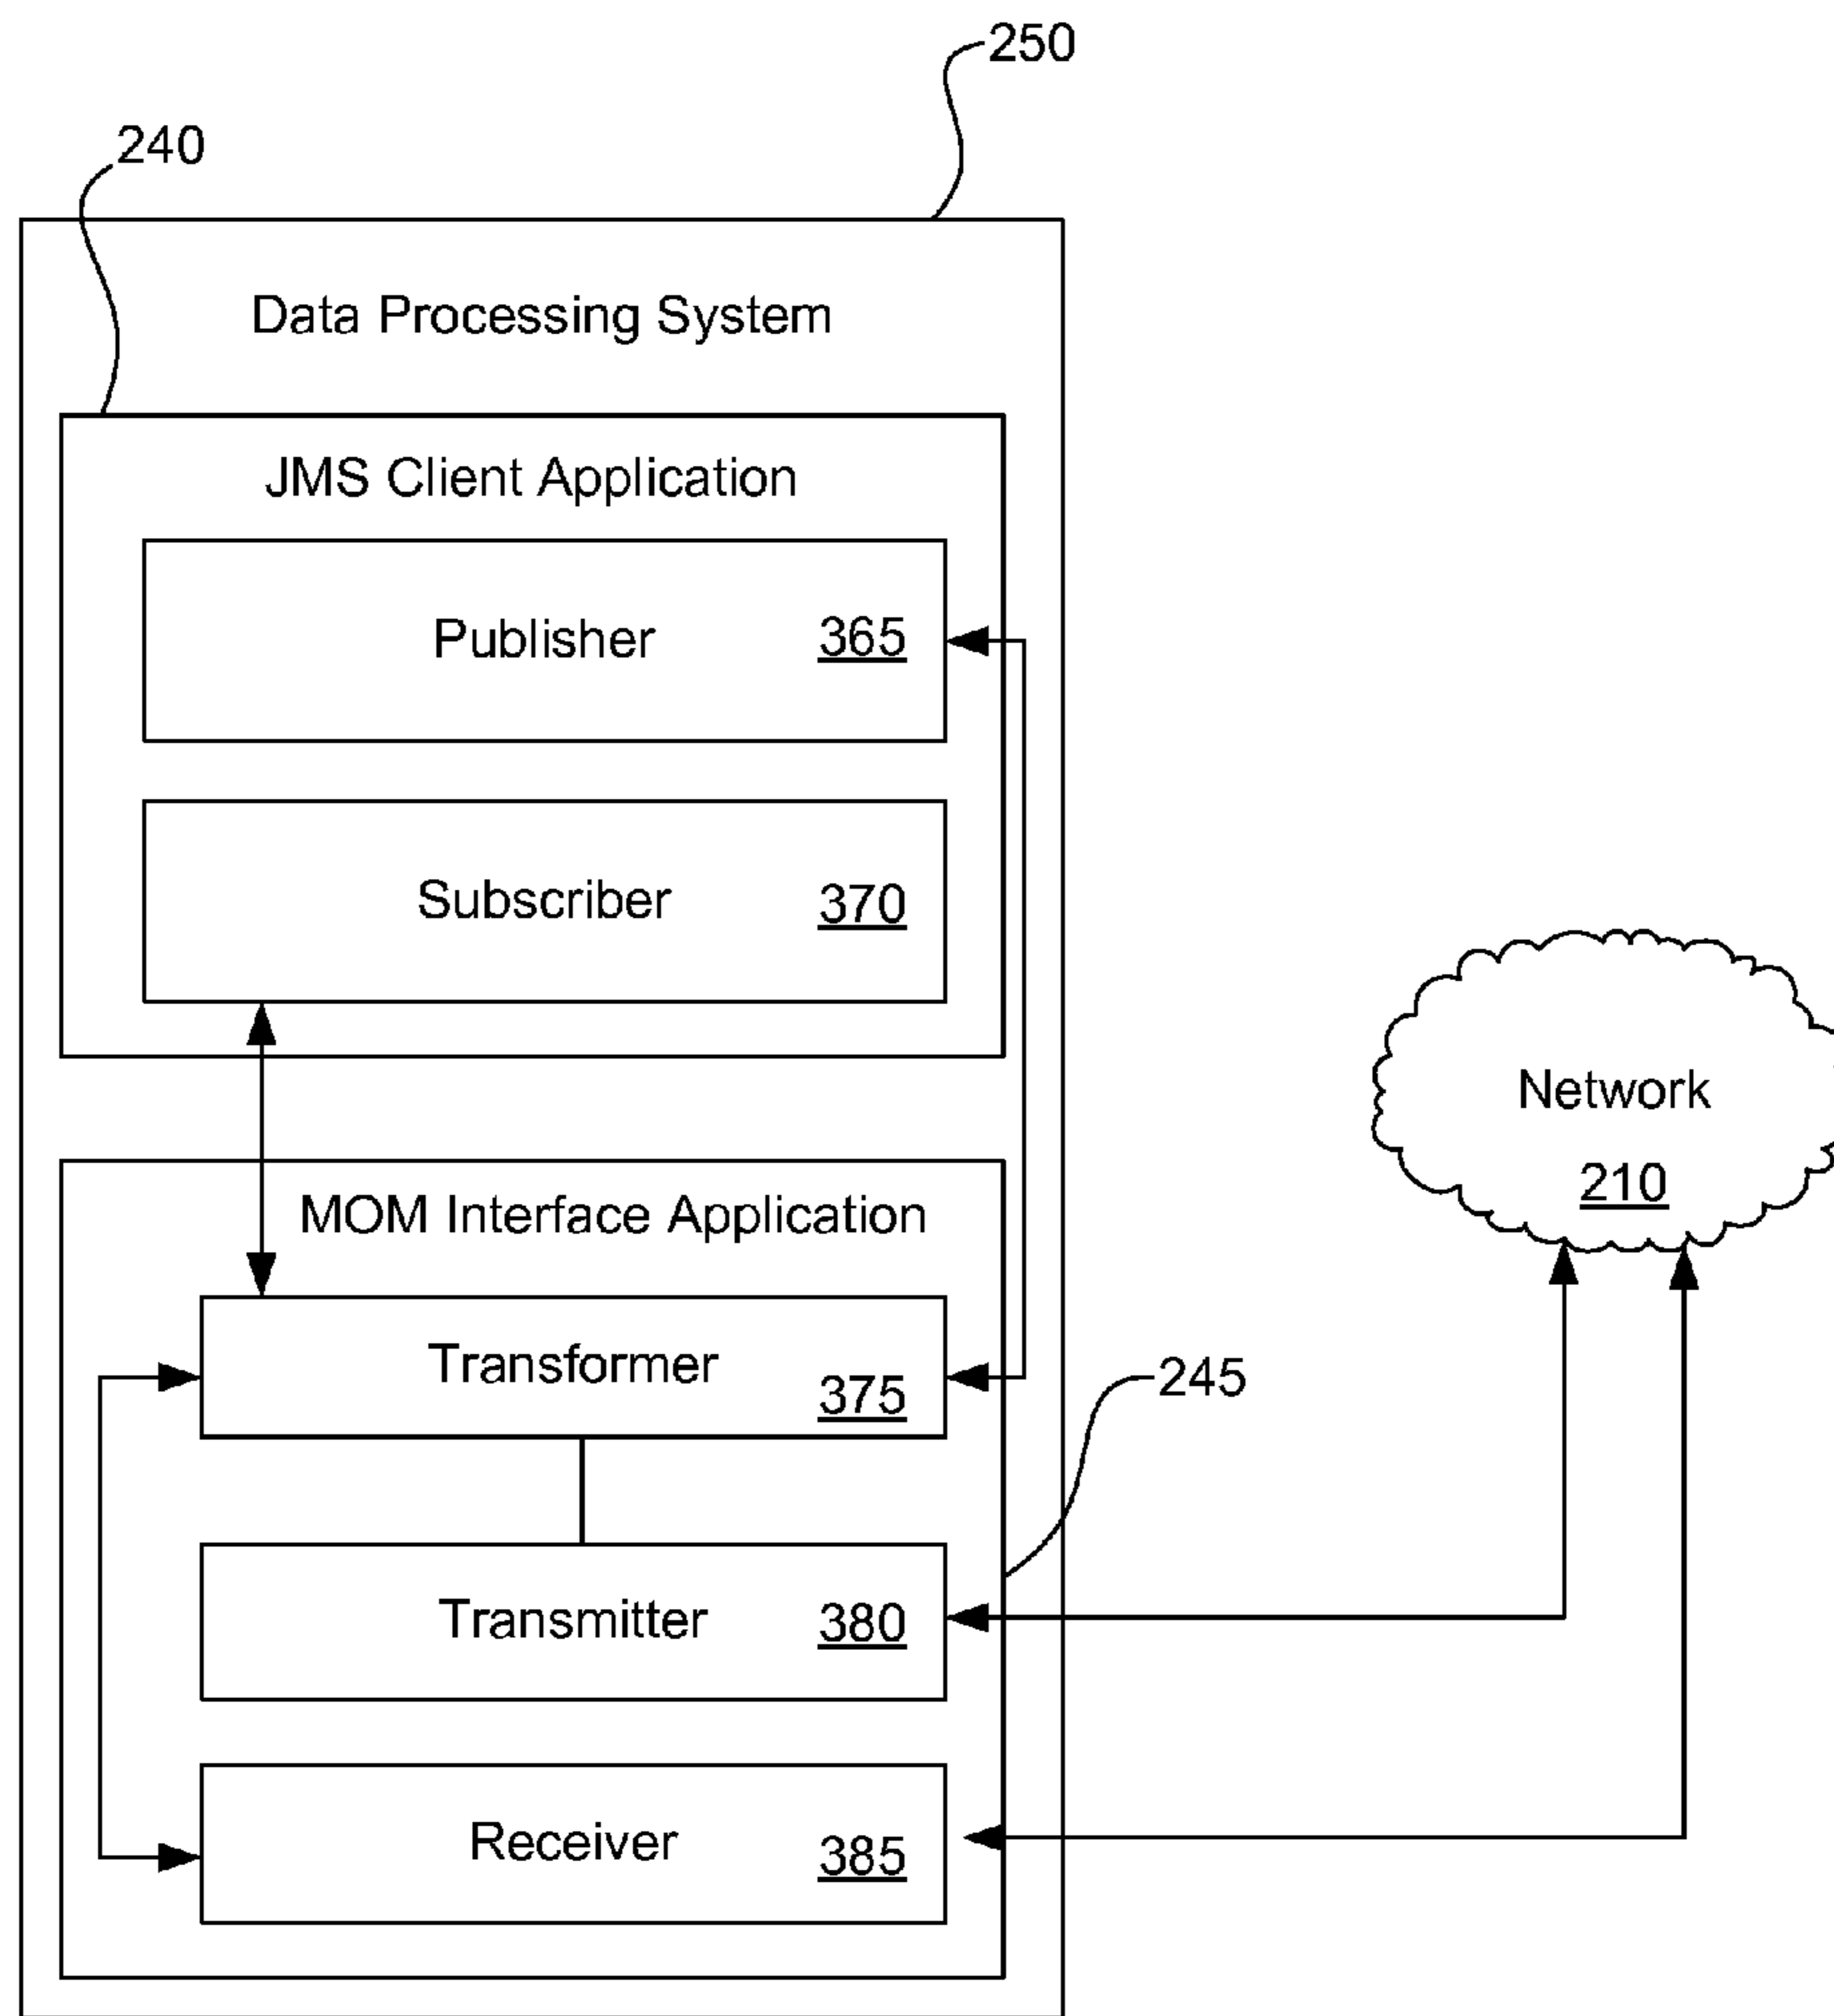 250
240
Data Processing System
JMS Client Application
Publisher 365
Subscriber 370
Network
210
MOM Interface Application
Transformer 375
245
Transmitter 380
Receiver 385